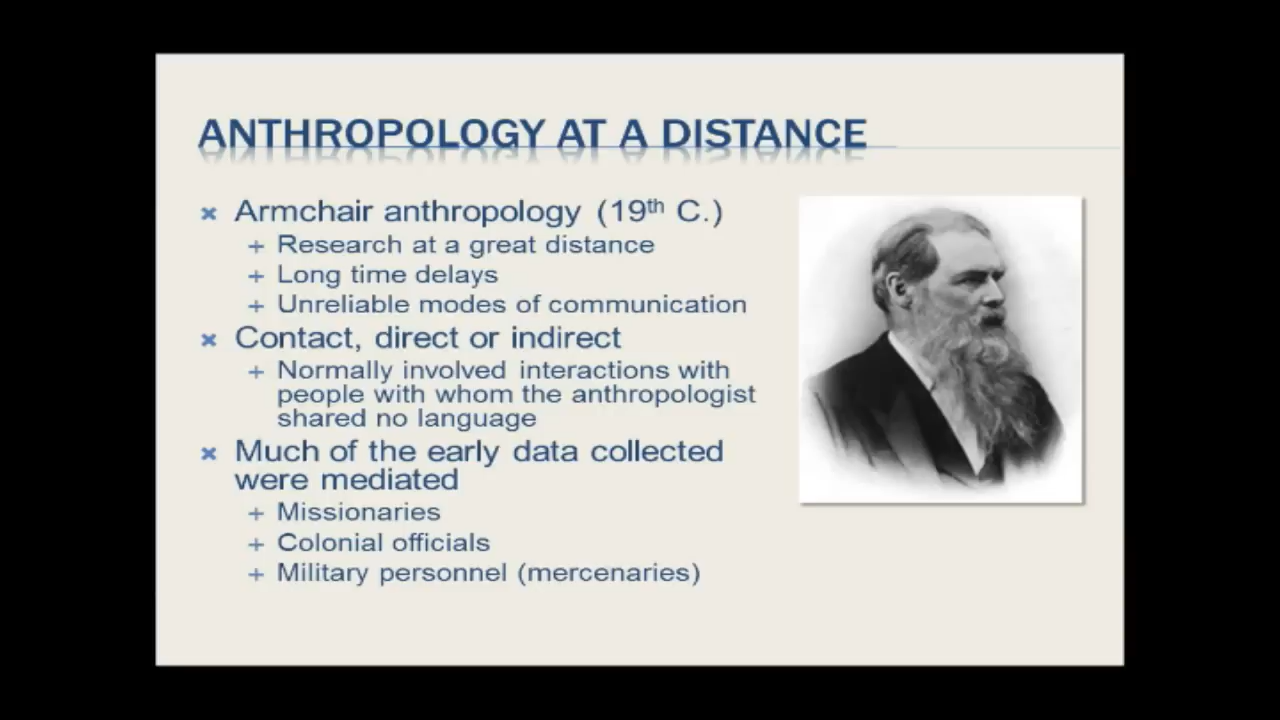 ANTHROPOLOGY AT A DISTANCE
Armchair anthropology (19th C.)
Research at a great distance
Long time delays
Unreliable modes of communication
Contact, direct or indirect
Normally involved interactions with
people with whom the anthropologist
shared no language
Much of the early data collected
were mediated
Missionaries
Colonial officials
Military personnel (mercenaries)